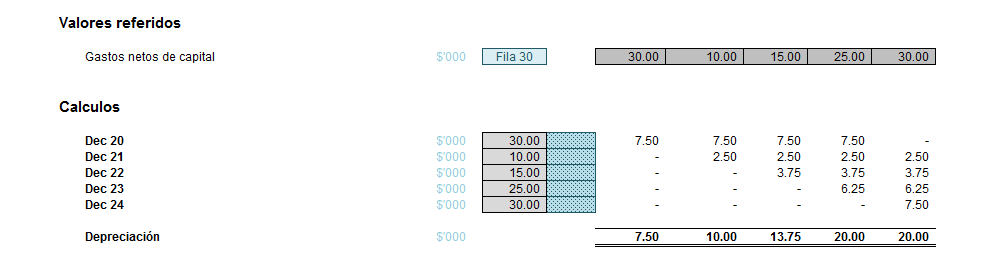 Valores referidos
Gastos netos de capital $'000 Fila 30 30.00 10.00 15.00 25.00 30.00
Calculos
Dec 20 $'000 30.00 7.50 7.50 7.50 7.50 -
Dec 21 $'000 10.00 - 2.50 2.50 2.50 2.50
Dec 22 $'000 15.00 - - 3.75 3.75 3.75
Dec 23 $'000 25.00 - - - 6.25 6.25
Dec 24 $'000 30.00 - - - - 7.50
Depreciación $'000 7.50 10.00 13.75 20.00 20.00